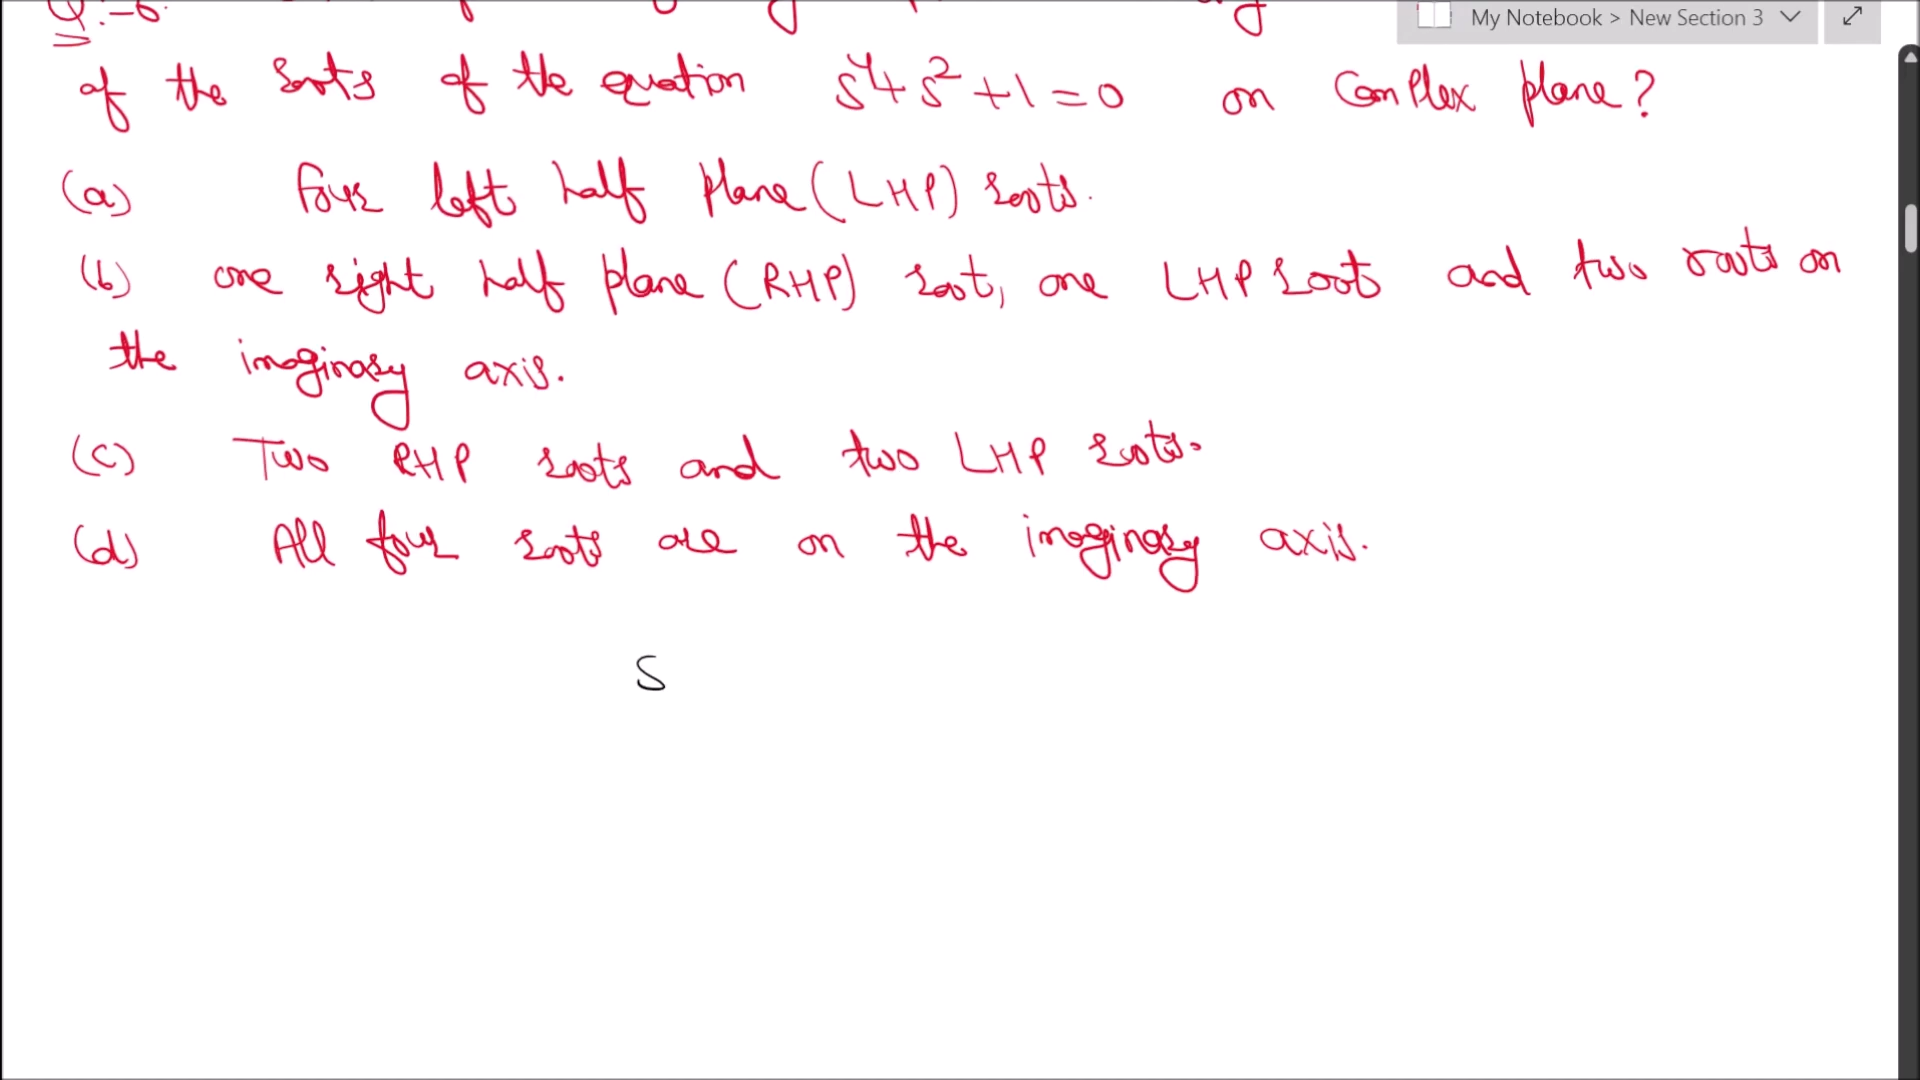 My Notebook > New Section 3
Q:-6.
of the roots of the equation s⁴+s²+1=0 on Complex plane?
(a) Four left half plane (LHP) roots.
(b) one right half plane (RHP) root, one LHP root and two roots on
the imaginary axis.
(c) Two RHP roots and two LHP roots.
(d) All four roots are on the imaginary axis.
S